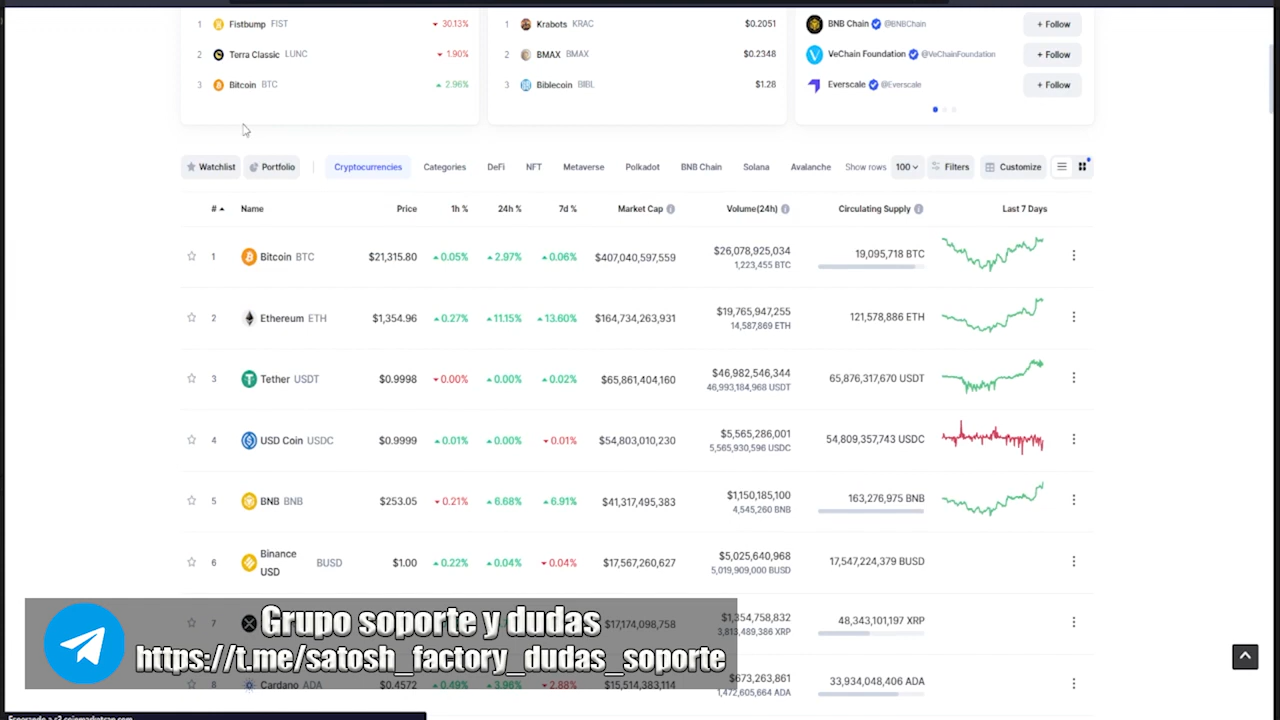 1 Fistbump FIST 30.13%
2 Terra Classic LUNC 1.90%
3 Bitcoin BTC 2.96%
1 Krabots KRAC $0.2051
2 BMAX BMAX $0.2348
3 Biblecoin BIBL $1.28
BNB Chain @BNBChain + Follow
VeChain Foundation @VeChainFoundation + Follow
Everscale @Everscale + Follow
Watchlist Portfolio Cryptocurrencies Categories DeFi NFT Metaverse Polkadot BNB Chain Solana Avalanche Show rows 100 Filters Customize
# Name Price 1h % 24h % 7d % Market Cap Volume(24h) Circulating Supply Last 7 Days
1 Bitcoin BTC $21,315.80 0.05% 2.97% 0.06% $407,040,597,559 $26,078,925,034 19,095,718 BTC
1,223,455 BTC
2 Ethereum ETH $1,354.96 0.27% 11.15% 13.60% $164,734,263,931 $19,765,947,255 121,578,886 ETH
14,587,869 ETH
3 Tether USDT $0.9998 0.00% 0.00% 0.02% $65,861,404,160 $46,982,546,344 65,876,317,670 USDT
46,993,184,968 USDT
4 USD Coin USDC $0.9999 0.01% 0.00% 0.01% $54,803,010,230 $5,565,286,001 54,809,357,743 USDC
5,565,930,596 USDC
5 BNB BNB $253.05 0.21% 6.68% 6.91% $41,317,495,383 $1,150,185,100 163,276,975 BNB
4,545,260 BNB
6 Binance USD BUSD $1.00 0.22% 0.04% 0.04% $17,567,260,627 $5,025,640,968 17,547,224,379 BUSD
5,019,909,000 BUSD
7 $17,174,098,758 $1,354,758,832 48,343,101,197 XRP
3,813,489,386 XRP
8 Cardano ADA $0.4572 0.49% 3.96% 2.88% $15,514,383,114 $673,263,861 33,934,048,406 ADA
1,472,605,664 ADA
Grupo soporte y dudas
https://t.me/satosh_factory_dudas_soporte